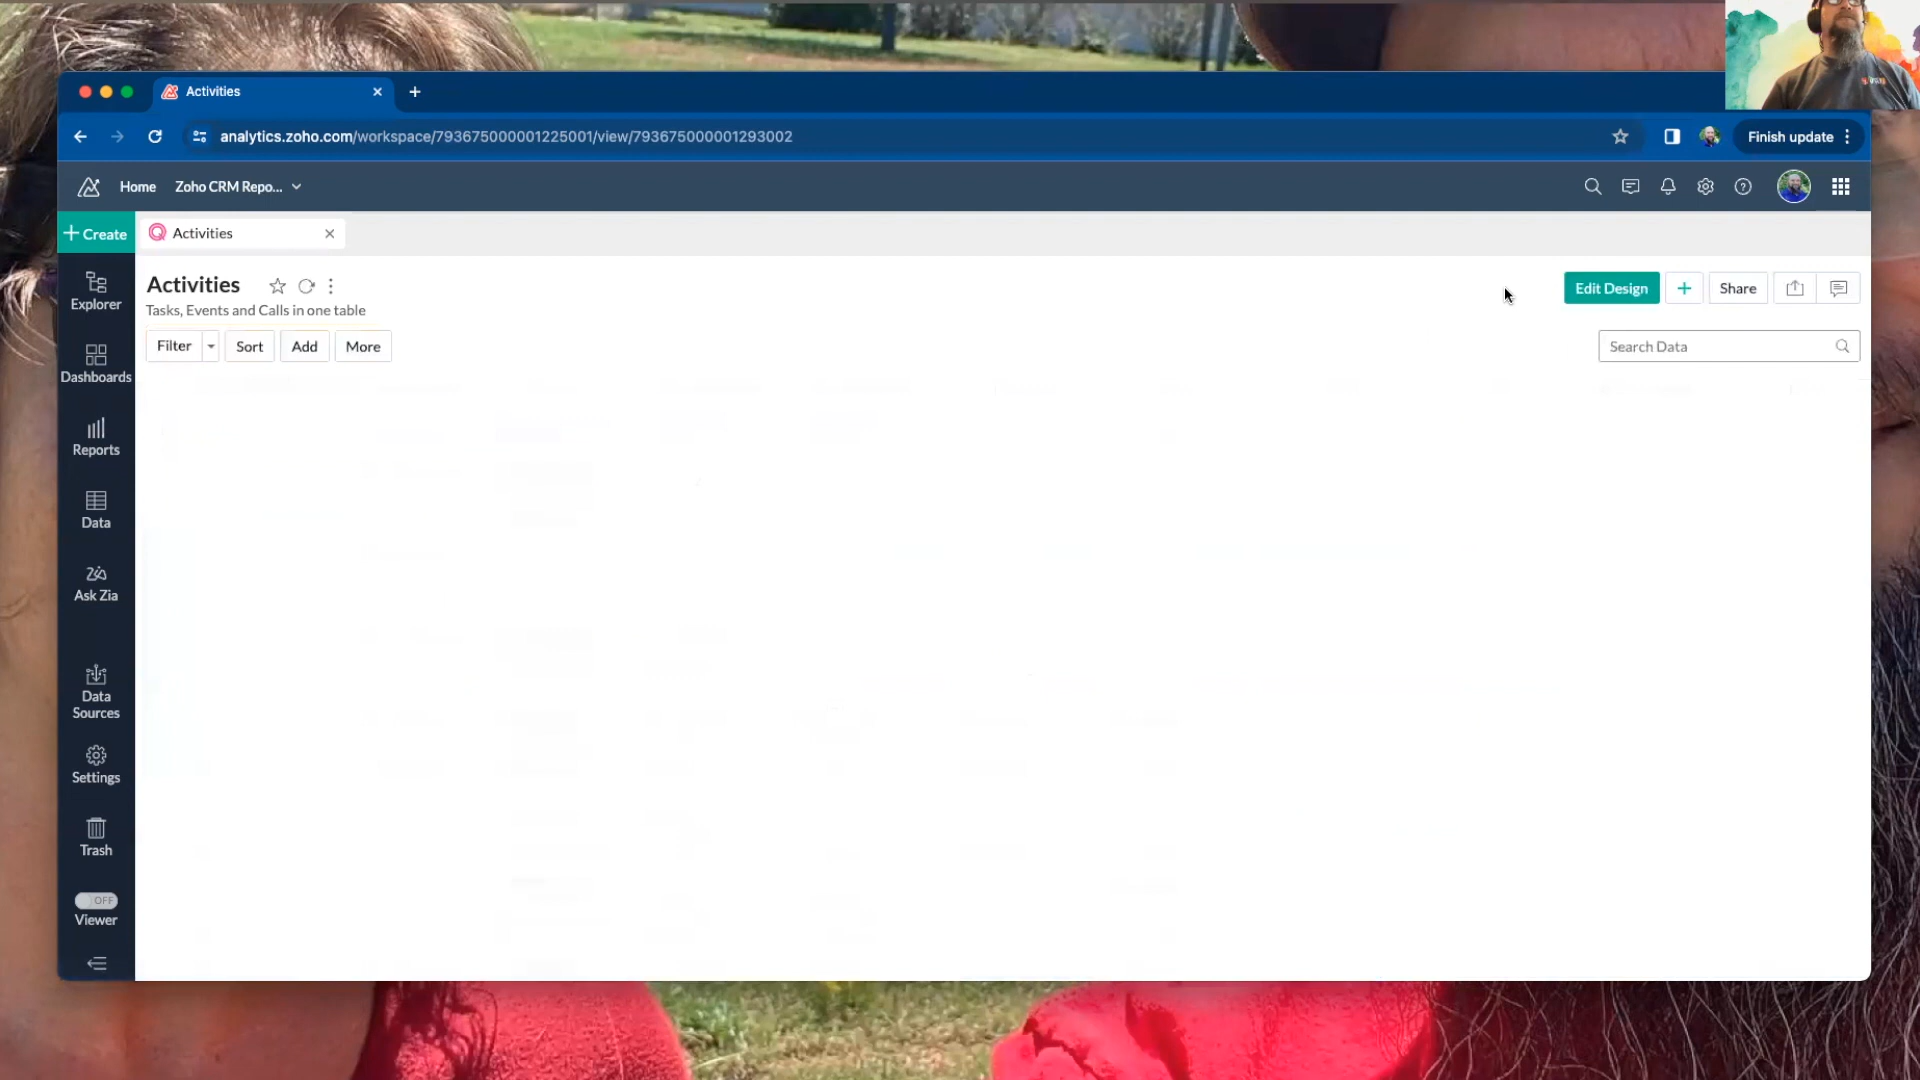 Activities
analytics.zoho.com/workspace/793675000001225001/view/793675000001293002
Finish update
Home
Zoho CRM Repo...
Create
Activities
Explorer
Dashboards
Reports
Data
Ask Zia
Data
Sources
Settings
Trash
OFF
Viewer
Activities
Tasks, Events and Calls in one table
Filter
Sort
Add
More
Edit Design
+
Share
Search Data